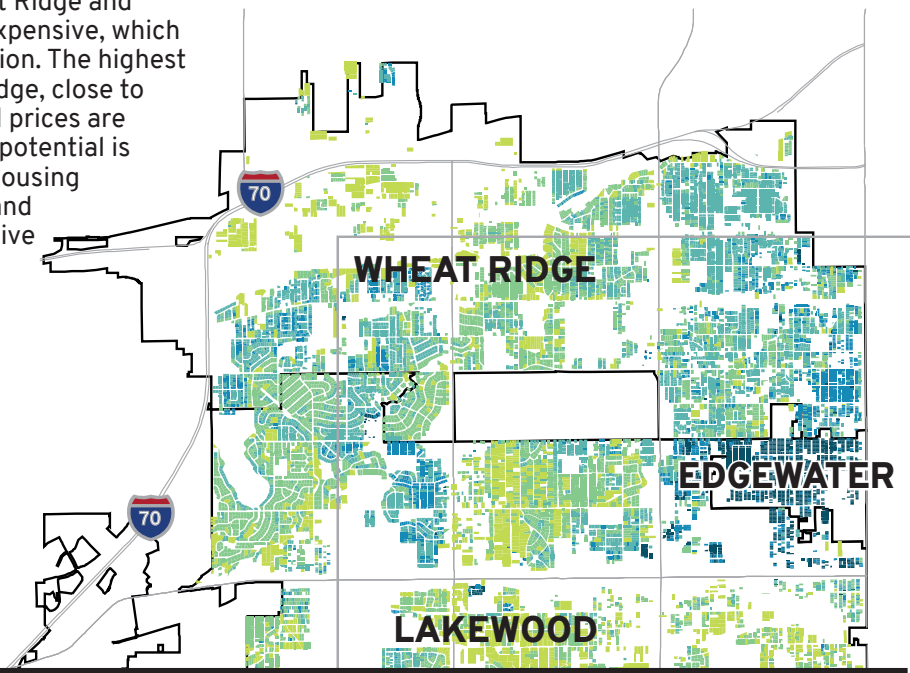 t Ridge and
xpensive, which
ion. The highest
dge, close to
l prices are
potential is
ousing
and
ive
70
WHEAT RIDGE
EDGEWATER
70
LAKEWOOD